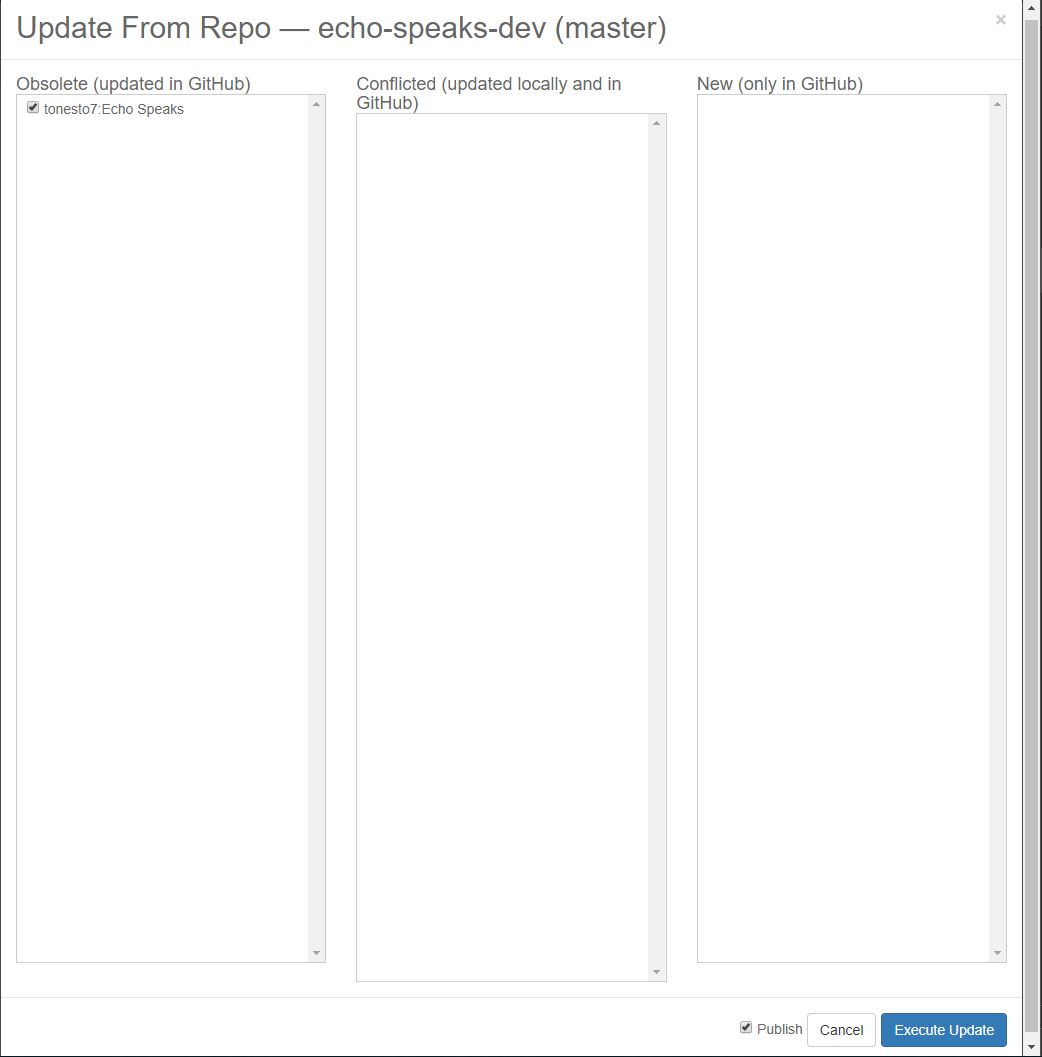 Update From Repo — echo-speaks-dev (master)
×
Obsolete (updated in GitHub)
tonesto7:Echo Speaks
Conflicted (updated locally and in
GitHub)
New (only in GitHub)
Publish
Cancel
Execute Update